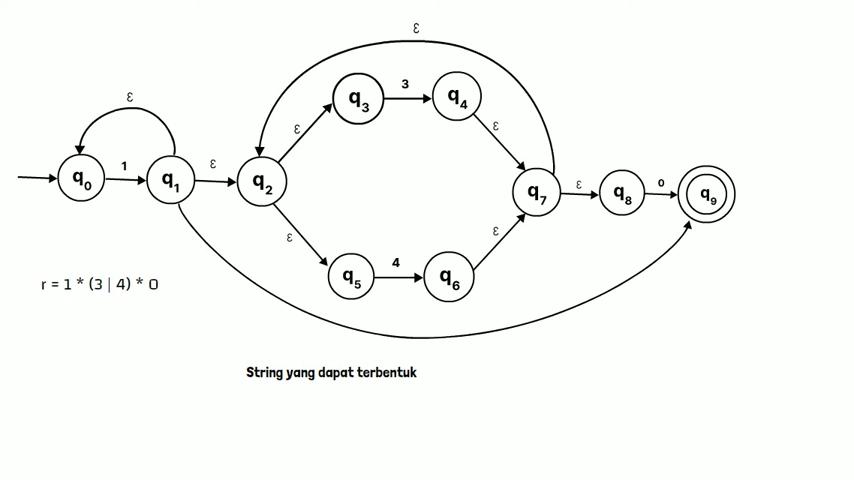 ε
ε
3
q3
q4
ε
ε
1
ε
q0
q1
q2
q7
ε
q8
0
q9
ε
4
ε
q5
q6
r = 1 * (3 | 4) * 0
String yang dapat terbentuk